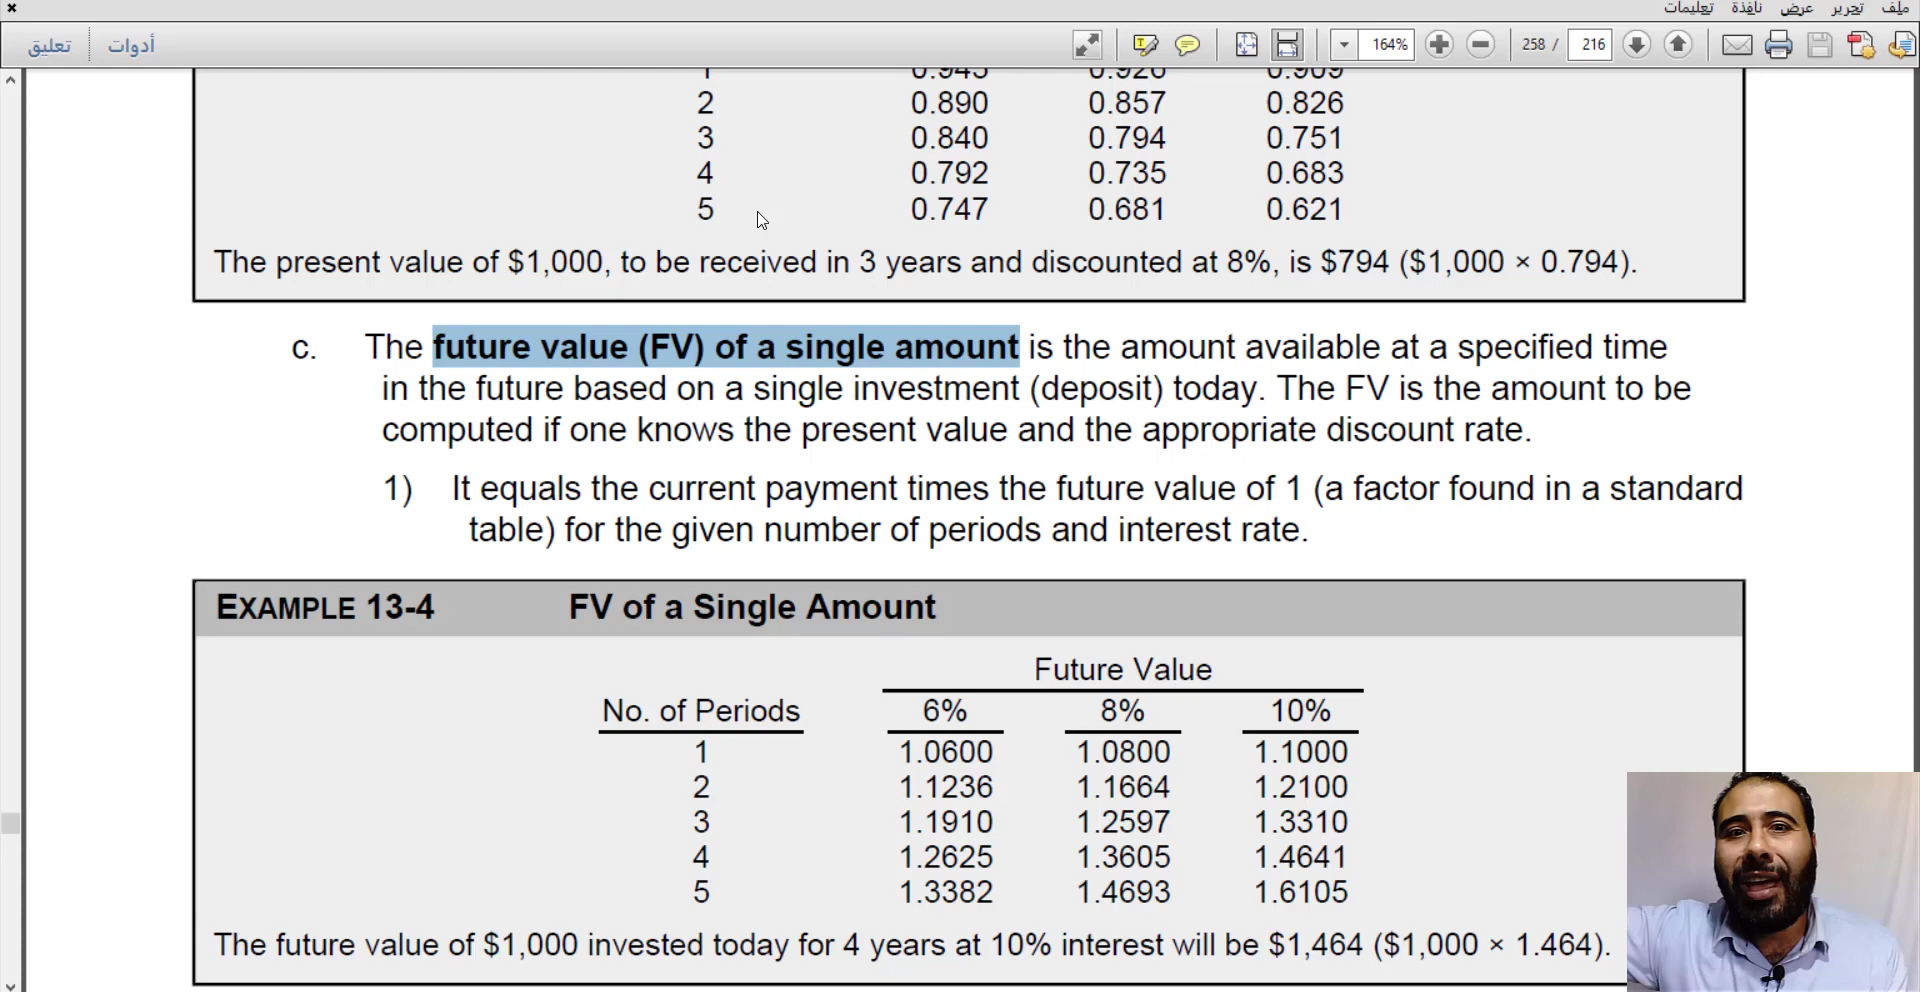 ملف تحرير عرض نافذة تعليمات
216 / 258 164% أدوات تعليق
1 0.943 0.926 0.909
2 0.890 0.857 0.826
3 0.840 0.794 0.751
4 0.792 0.735 0.683
5 0.747 0.681 0.621
The present value of $1,000, to be received in 3 years and discounted at 8%, is $794 ($1,000 × 0.794).
c. The future value (FV) of a single amount is the amount available at a specified time
in the future based on a single investment (deposit) today. The FV is the amount to be
computed if one knows the present value and the appropriate discount rate.
1) It equals the current payment times the future value of 1 (a factor found in a standard
table) for the given number of periods and interest rate.
EXAMPLE 13-4 FV of a Single Amount
Future Value
No. of Periods 6% 8% 10%
1 1.0600 1.0800 1.1000
2 1.1236 1.1664 1.2100
3 1.1910 1.2597 1.3310
4 1.2625 1.3605 1.4641
5 1.3382 1.4693 1.6105
The future value of $1,000 invested today for 4 years at 10% interest will be $1,464 ($1,000 × 1.464).